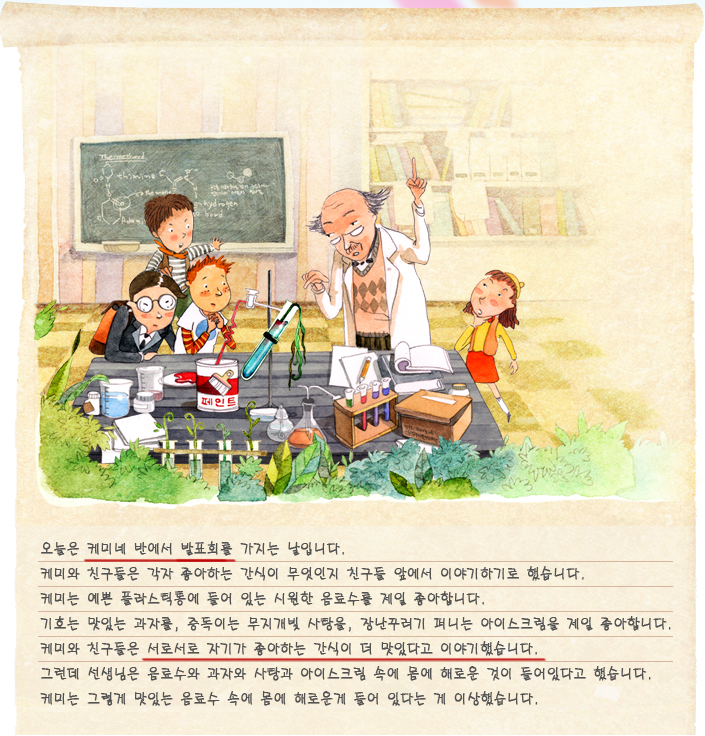 The method
thimine
hydrogen
bond
페인트
오늘은 케미네 반에서 발표회를 가지는 날입니다.
케미와 친구들은 각자 좋아하는 간식이 무엇인지 친구들 앞에서 이야기하기로 했습니다.
케미는 예쁜 플라스틱통에 들어 있는 시원한 음료수를 제일 좋아합니다.
기호는 맛있는 과자를, 중독이는 무지개빛 사탕을, 장난꾸러기 퍼니는 아이스크림을 제일 좋아합니다.
케미와 친구들은 서로서로 자기가 좋아하는 간식이 더 맛있다고 이야기했습니다.
그런데 선생님은 음료수와 과자와 사탕과 아이스크림 속에 몸에 해로운 것이 들어있다고 했습니다.
케미는 그렇게 맛있는 음료수 속에 몸에 해로운게 들어 있다는 게 이상했습니다.